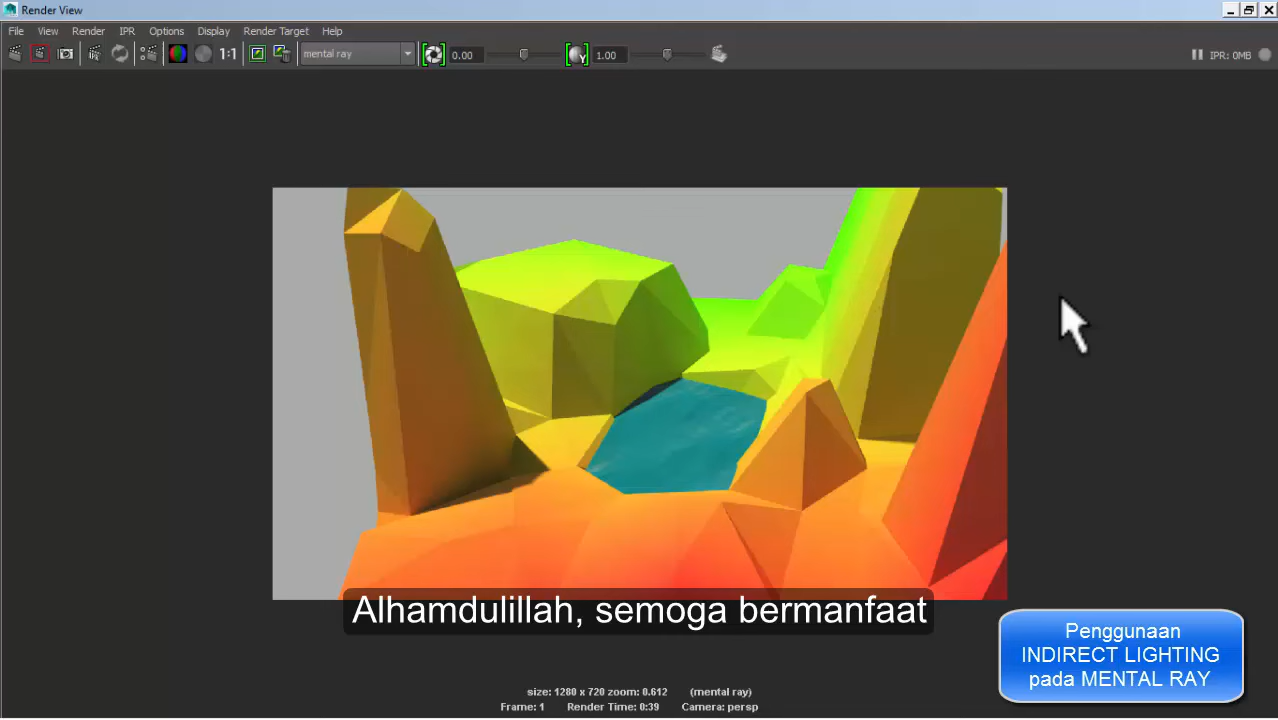 Render View
File View Render IPR Options Display Render Target Help
1:1 mental ray 0.00 Y 1.00 IPR: 0MB
Alhamdulillah, semoga bermanfaat
Penggunaan
INDIRECT LIGHTING
pada MENTAL RAY
size: 1280 x 720 zoom: 0.612 (mental ray)
Frame: 1 Render Time: 0:39 Camera: persp